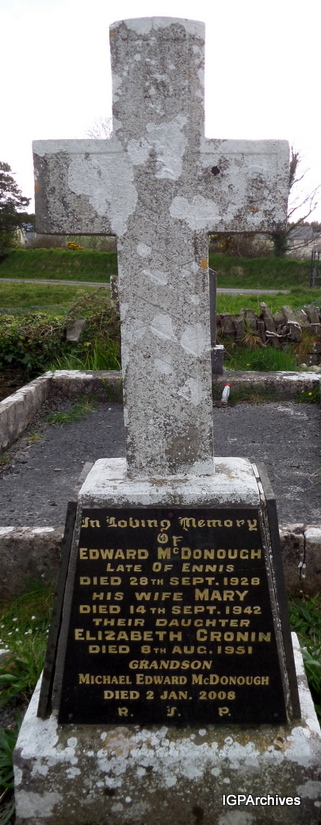 In Loving Memory
Of
EDWARD McDONOUGH
LATE OF ENNIS
DIED 28TH SEPT. 1928
HIS WIFE MARY
DIED 14TH SEPT. 1942
THEIR DAUGHTER
ELIZABETH CRONIN
DIED 8TH AUG. 1951
GRANDSON
MICHAEL EDWARD McDONOUGH
DIED 2 JAN. 2008
R. I. P.
IGPArchives